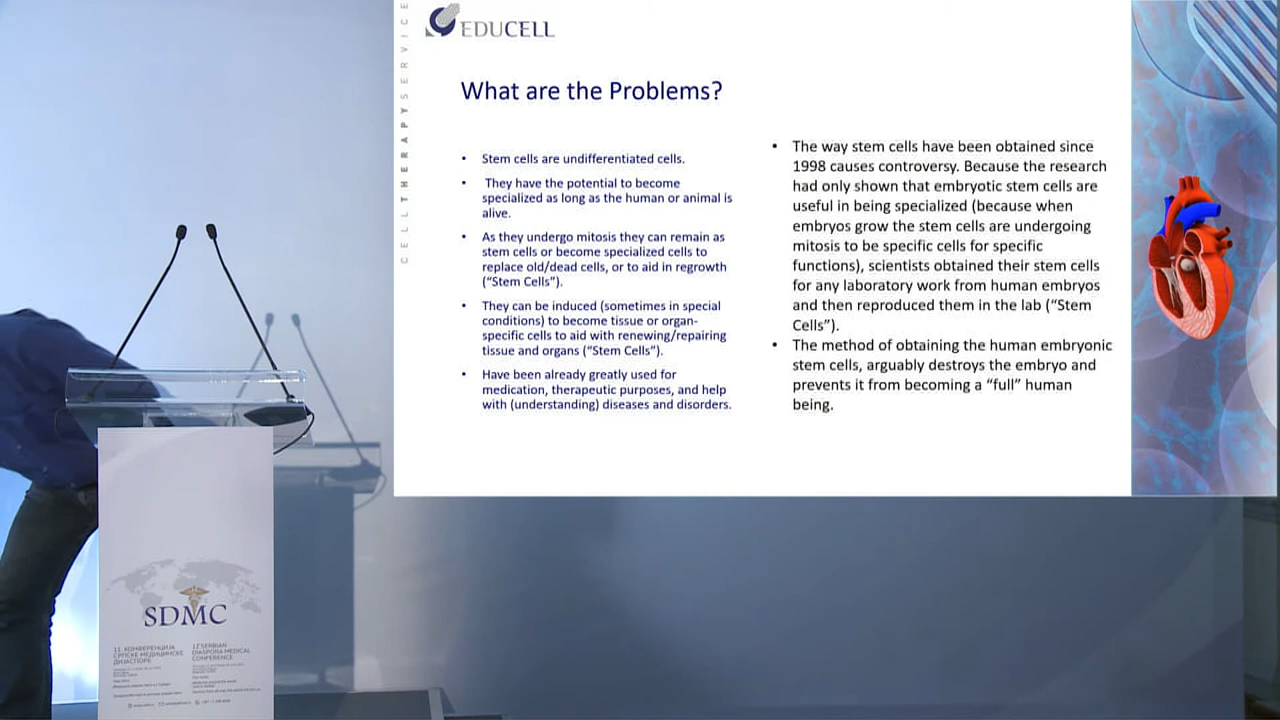 EDUCELL
CELL THERAPY SERVICE
What are the Problems?
• Stem cells are undifferentiated cells.
• They have the potential to become
specialized as long as the human or animal is
alive.
• As they undergo mitosis they can remain as
stem cells or become specialized cells to
replace old/dead cells, or to aid in regrowth
(“Stem Cells”).
• They can be induced (sometimes in special
conditions) to become tissue or organ-
specific cells to aid with renewing/repairing
tissue and organs (“Stem Cells”).
• Have been already greatly used for
medication, therapeutic purposes, and help
with (understanding) diseases and disorders.
• The way stem cells have been obtained since
1998 causes controversy. Because the research
had only shown that embryotic stem cells are
useful in being specialized (because when
embryos grow the stem cells are undergoing
mitosis to be specific cells for specific
functions), scientists obtained their stem cells
for any laboratory work from human embryos
and then reproduced them in the lab (“Stem
Cells”).
• The method of obtaining the human embryonic
stem cells, arguably destroys the embryo and
prevents it from becoming a “full” human
being.
SDMC
11. КОНФЕРЕНЦИЈА
СРПСКЕ МЕДИЦИНСКЕ
ДИЈАСПОРЕ
SERBIAN
DIASPORA MEDICAL
CONFERENCE